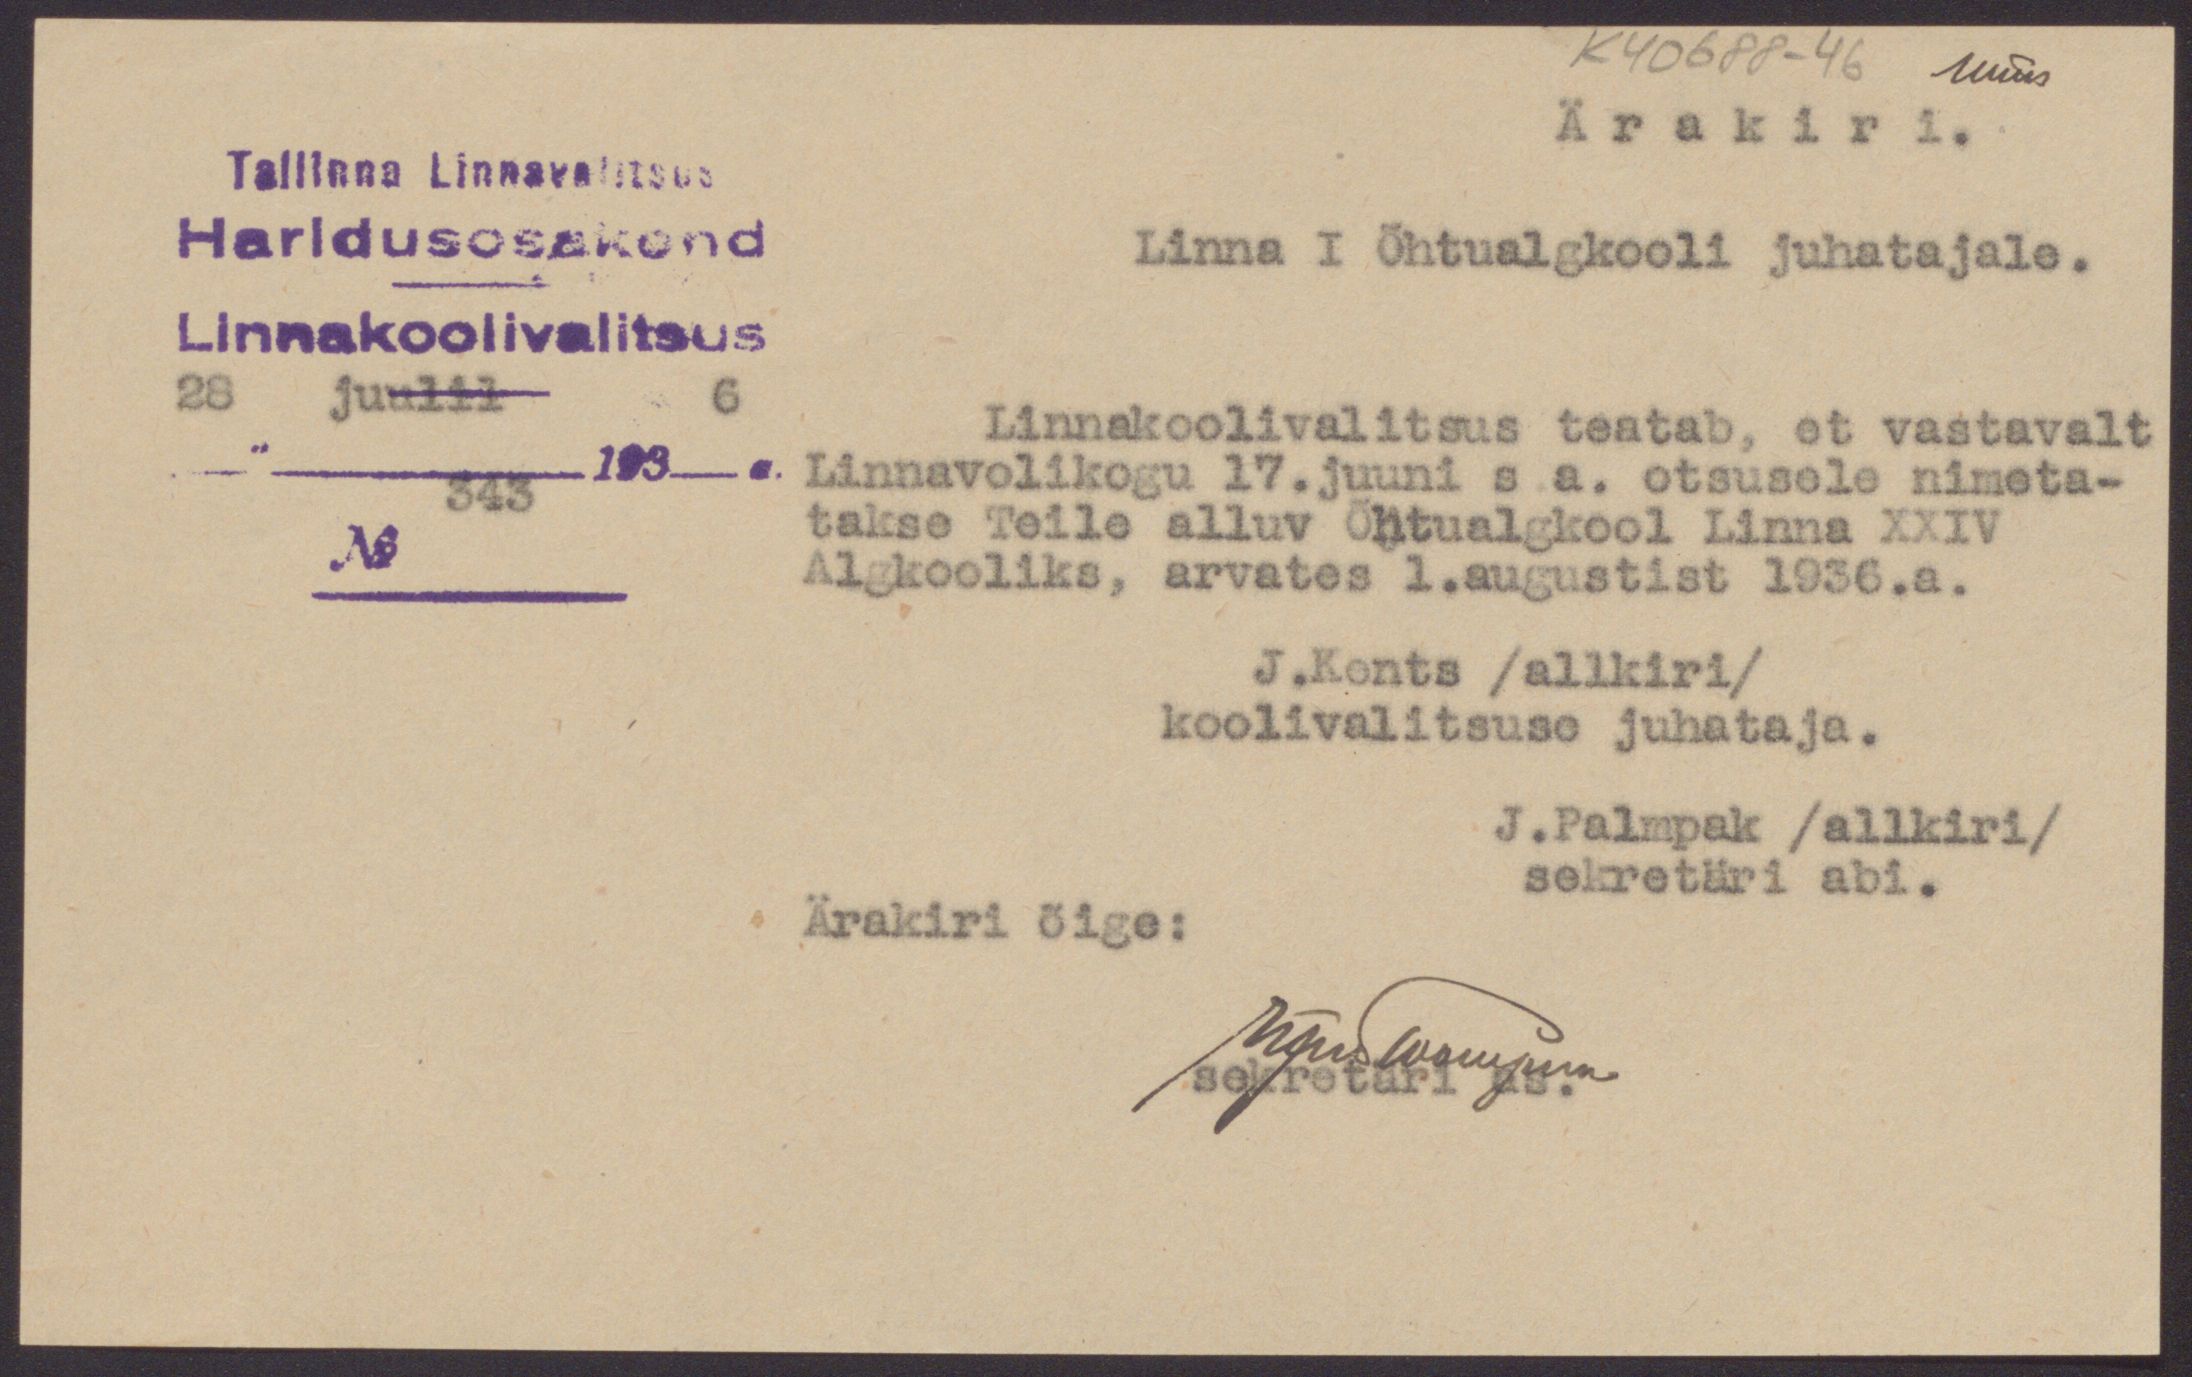 K40688-46
Ärakiri.
Tallinna Linnavalitsus
Haridusosakond
Linnakoolivalitsus
28 juulil 6
" 193 a.
343
№
Linna I Õhtualgkooli juhatajale.
Linnakoolivalitsus teatab, et vastavalt
Linnavolikogu 17.juuni s.a. otsusele nimeta-
takse Teile alluv Õhtualgkool Linna XXIV
Algkooliks, arvates 1.augustist 1936.a.
J.Kents /allkiri/
koolivalitsuse juhataja.
J.Palmpak /allkiri/
sekretäri abi.
Ärakiri õige:
sekretäri as.